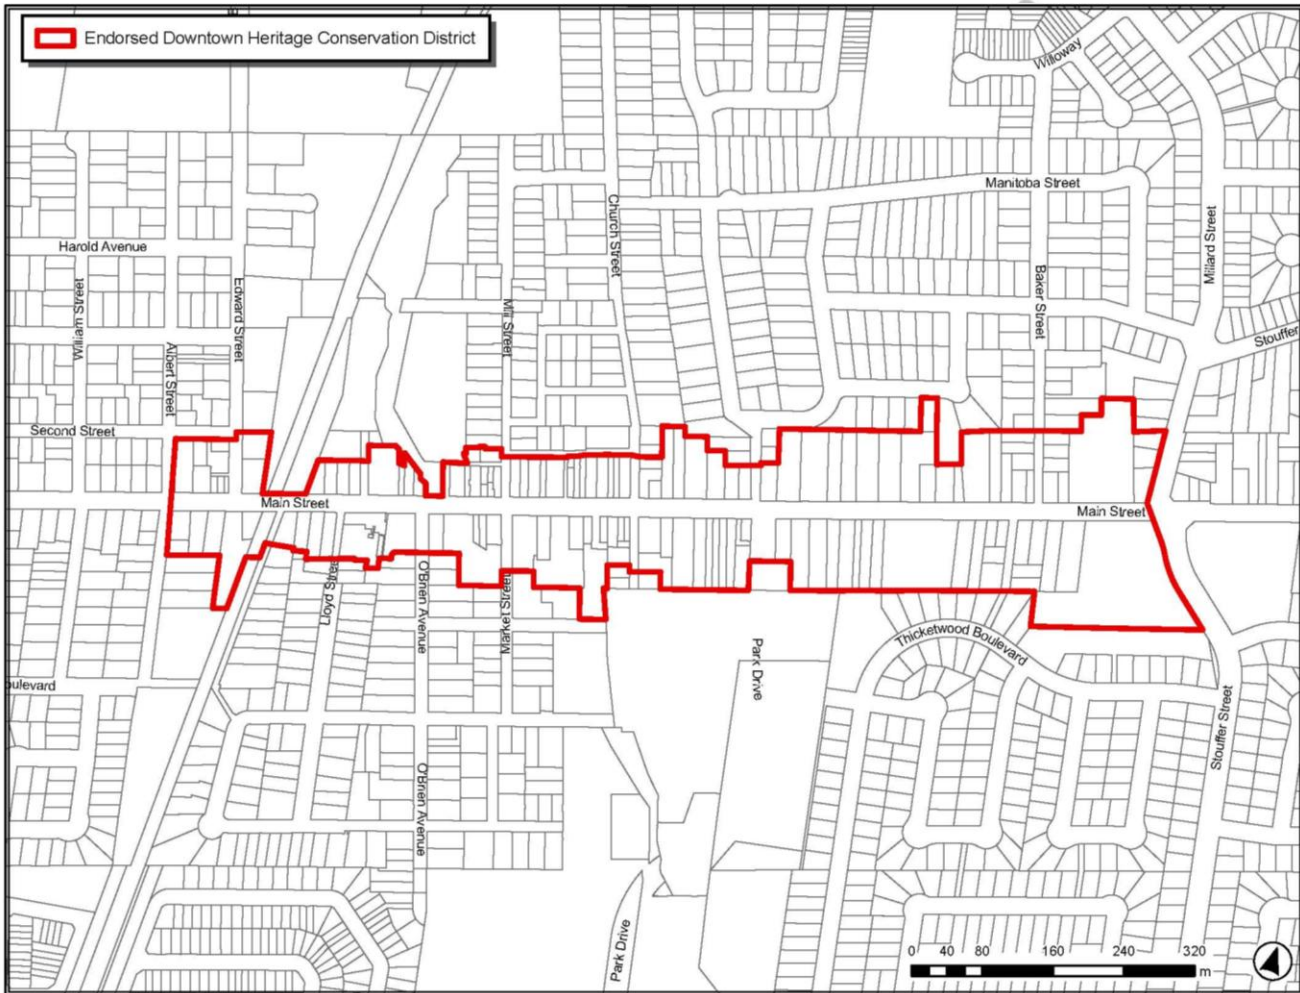 Endorsed Downtown Heritage Conservation District
Willoway
Manitoba Street
Church Street
Millard Street
Harold Avenue
William Street
Edward Street
Mill Street
Baker Street
Stouffer
Albert Street
Second Street
Main Street
Main Street
Lloyd Stree
O'Brien Avenue
Market Street
Thicketwood Boulevard
Park Drive
oulevard
Stouffer Street
O'Brien Avenue
Park Drive
0 40 80 160 240 320
m